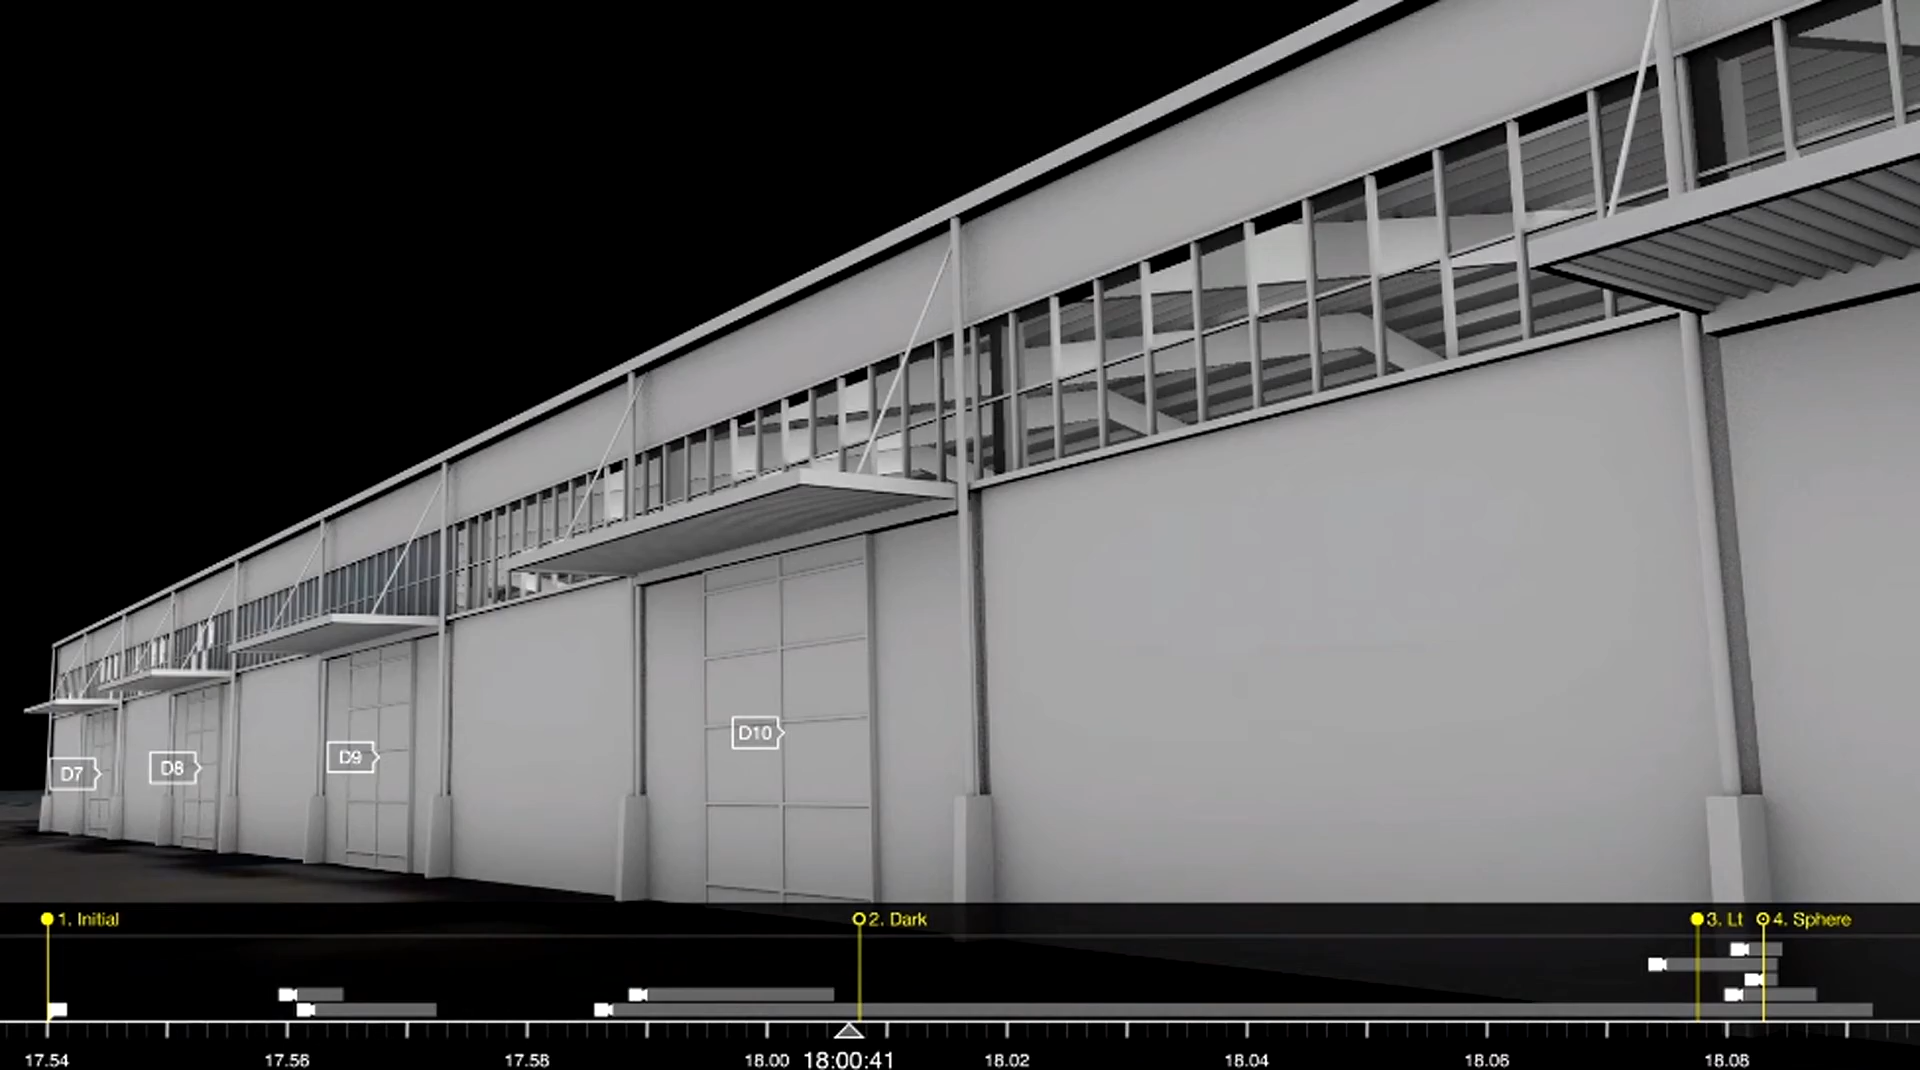 D7
D8
D9
D10
1. Initial
2. Dark
3. Lt
4. Sphere
17.54
17.56
17.58
18.00
18:00:41
18.02
18.04
18.06
18.08